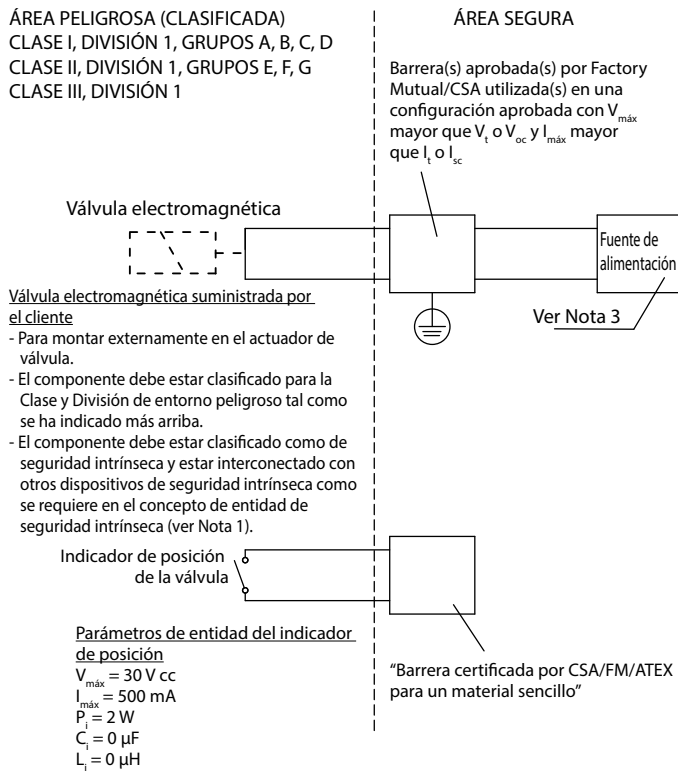 ÁREA PELIGROSA (CLASIFICADA)
CLASE I, DIVISIÓN 1, GRUPOS A, B, C, D
CLASE II, DIVISIÓN 1, GRUPOS E, F, G
CLASE III, DIVISIÓN 1
ÁREA SEGURA
Barrera(s) aprobada(s) por Factory
Mutual/CSA utilizada(s) en una
configuración aprobada con Vmáx
mayor que Vt o Voc y Imáx mayor
que It o Isc
Válvula electromagnética
Fuente de
alimentación
Ver Nota 3
Válvula electromagnética suministrada por
el cliente
- Para montar externamente en el actuador de
válvula.
- El componente debe estar clasificado para la
Clase y División de entorno peligroso tal como
se ha indicado más arriba.
- El componente debe estar clasificado como de
seguridad intrínseca y estar interconectado con
otros dispositivos de seguridad intrínseca como
se requiere en el concepto de entidad de
seguridad intrínseca (ver Nota 1).
Indicador de posición
de la válvula
Parámetros de entidad del indicador
de posición
Vmáx = 30 V cc
Imáx = 500 mA
Pi = 2 W
Ci = 0 µF
Li = 0 µH
“Barrera certificada por CSA/FM/ATEX
para un material sencillo”